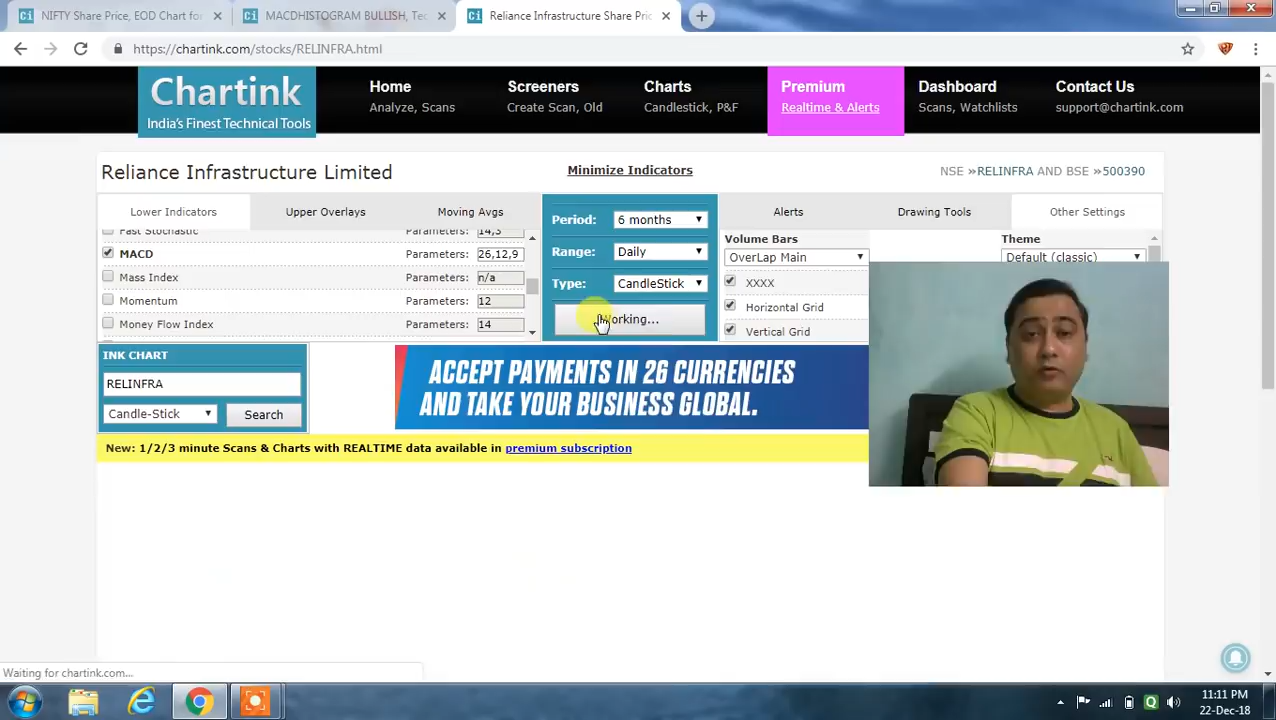 NIFTY Share Price, EOD Chart for
MACDHISTOGRAM BULLISH, Tec
Reliance Infrastructure Share Pric
https://chartink.com/stocks/RELINFRA.html
Chartink
India's Finest Technical Tools
Home
Analyze, Scans
Screeners
Create Scan, Old
Charts
Candlestick, P&F
Premium
Realtime & Alerts
Dashboard
Scans, Watchlists
Contact Us
support@chartink.com
Reliance Infrastructure Limited
Minimize Indicators
NSE »RELINFRA AND BSE »500390
Lower Indicators
Upper Overlays
Moving Avgs
Period: 6 months
Alerts
Drawing Tools
Other Settings
Fast Stochastic Parameters: 14,3
MACD Parameters: 26,12,9
Mass Index Parameters: n/a
Momentum Parameters: 12
Money Flow Index Parameters: 14
Range: Daily
Type: CandleStick
Working...
Volume Bars
OverLap Main
XXXX
Horizontal Grid
Vertical Grid
Theme
Default (classic)
INK CHART
RELINFRA
Candle-Stick
Search
ACCEPT PAYMENTS IN 26 CURRENCIES
AND TAKE YOUR BUSINESS GLOBAL.
New: 1/2/3 minute Scans & Charts with REALTIME data available in premium subscription
Waiting for chartink.com...
11:11 PM
22-Dec-18